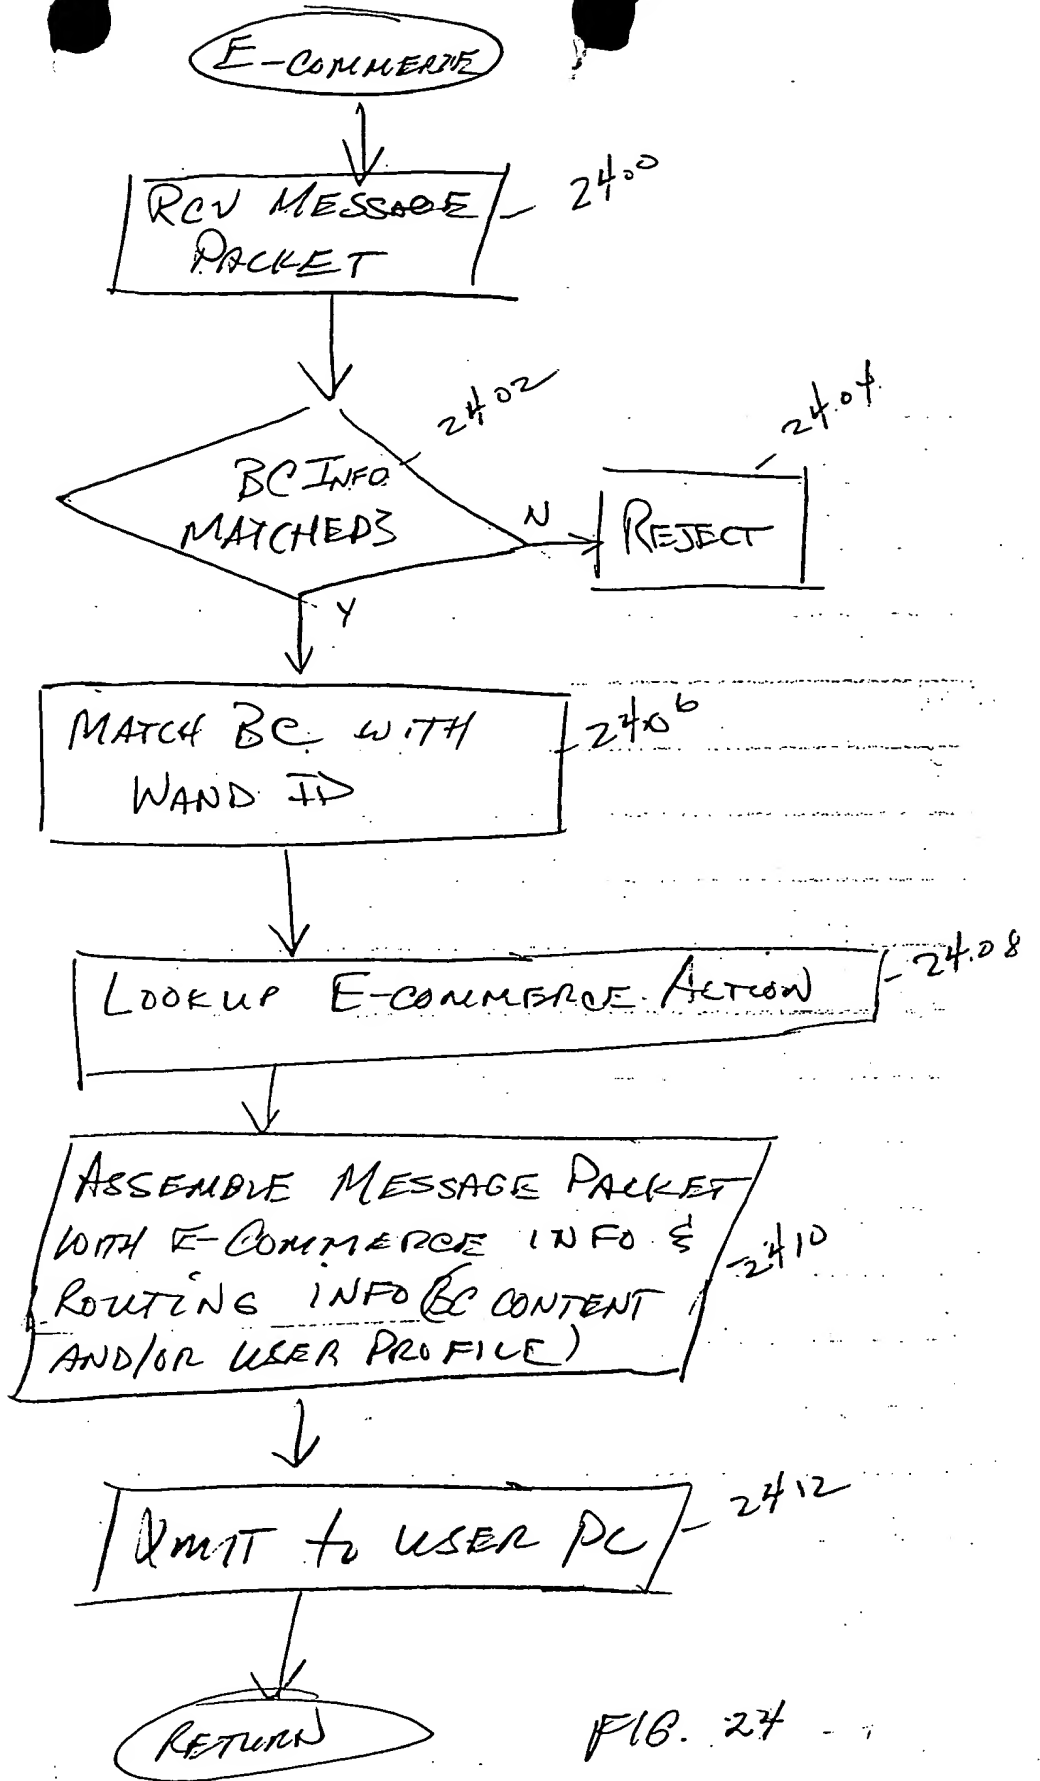 E-COMMERCE
RCV MESSAGE
PACKET
2400
BC INFO
MATCHED?
2402
N
REJECT
2404
Y
MATCH BC WITH
WAND ID
2406
LOOKUP E-COMMERCE ACTION
2408
ASSEMBLE MESSAGE PACKET
WITH E-COMMERCE INFO &
ROUTING INFO (BC CONTENT
AND/OR USER PROFILE)
2410
XMIT to USER PC
2412
RETURN
FIG. 24